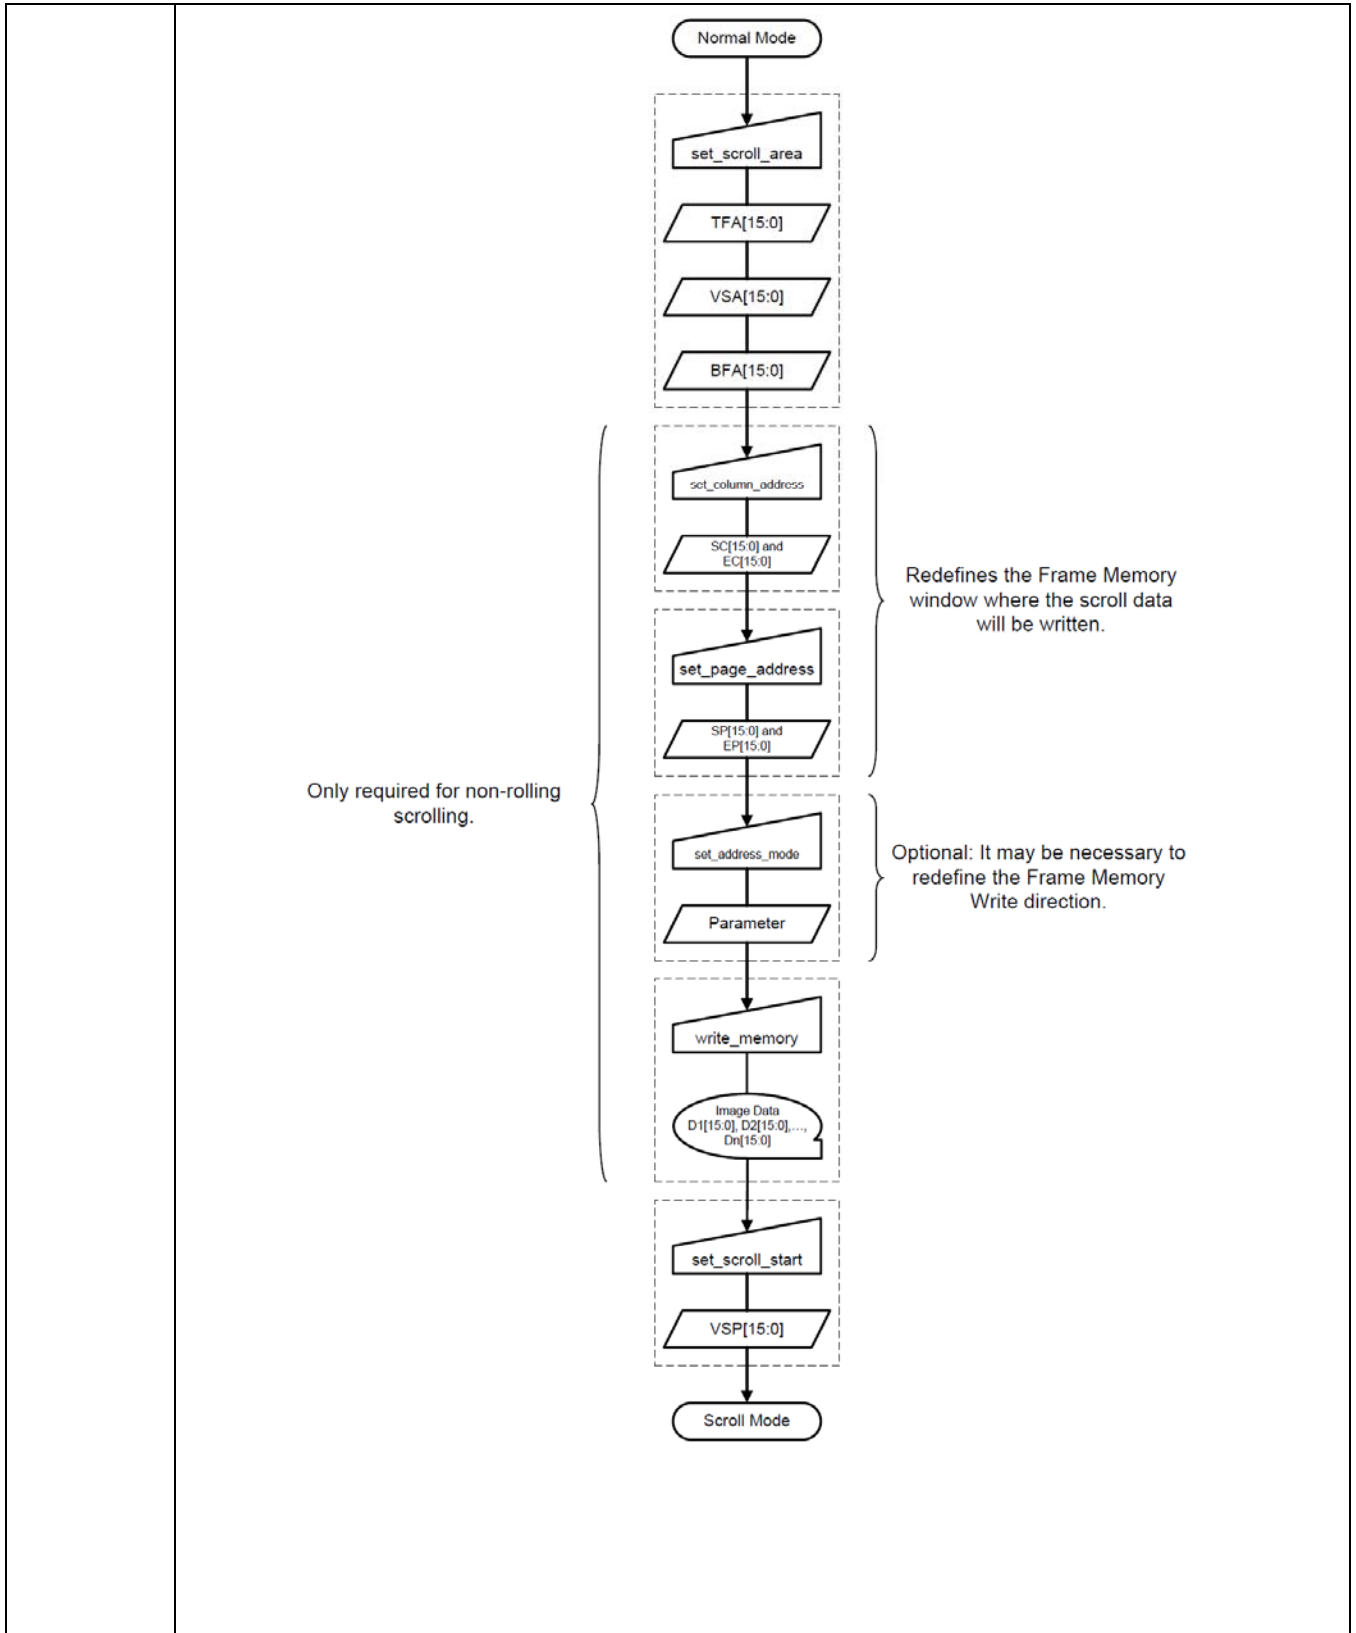 Normal Mode
set_scroll_area
TFA[15:0]
VSA[15:0]
BFA[15:0]
set_column_address
SC[15:0] and
EC[15:0]
Redefines the Frame Memory
window where the scroll data
will be written.
set_page_address
SP[15:0] and
EP[15:0]
Only required for non-rolling
scrolling.
set_address_mode
Optional: It may be necessary to
redefine the Frame Memory
Write direction.
Parameter
write_memory
Image Data
D1[15:0], D2[15:0],...,
Dn[15:0]
set_scroll_start
VSP[15:0]
Scroll Mode